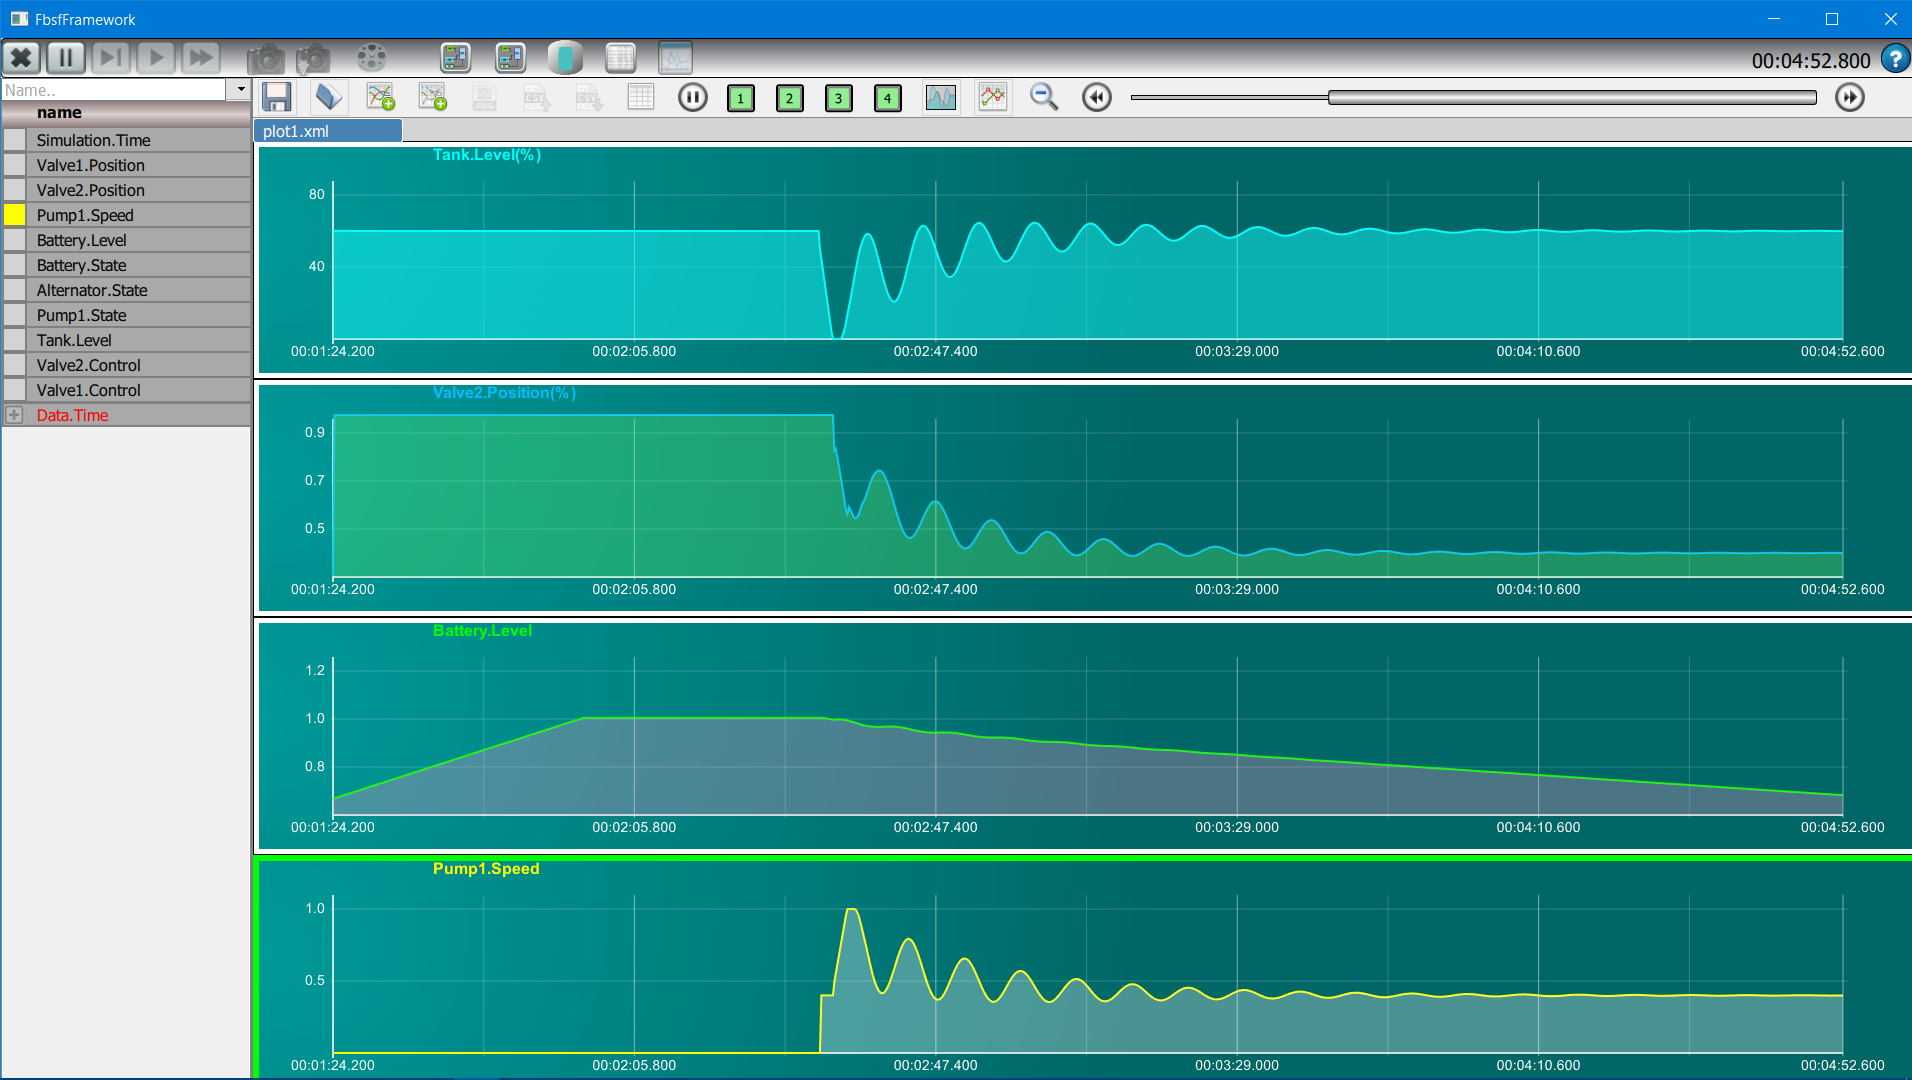 FbsfFramework
00:04:52.800 ?
Name..
PNG CSV CSV 1 2 3 4
name
Simulation.Time
Valve1.Position
Valve2.Position
Pump1.Speed
Battery.Level
Battery.State
Alternator.State
Pump1.State
Tank.Level
Valve2.Control
Valve1.Control
Data.Time
plot1.xml
Tank.Level(%)
80
40
00:01:24.200 00:02:05.800 00:02:47.400 00:03:29.000 00:04:10.600 00:04:52.600
Valve2.Position(%)
0.9
0.7
0.5
00:01:24.200 00:02:05.800 00:02:47.400 00:03:29.000 00:04:10.600 00:04:52.600
Battery.Level
1.2
1.0
0.8
00:01:24.200 00:02:05.800 00:02:47.400 00:03:29.000 00:04:10.600 00:04:52.600
Pump1.Speed
1.0
0.5
00:01:24.200 00:02:05.800 00:02:47.400 00:03:29.000 00:04:10.600 00:04:52.600